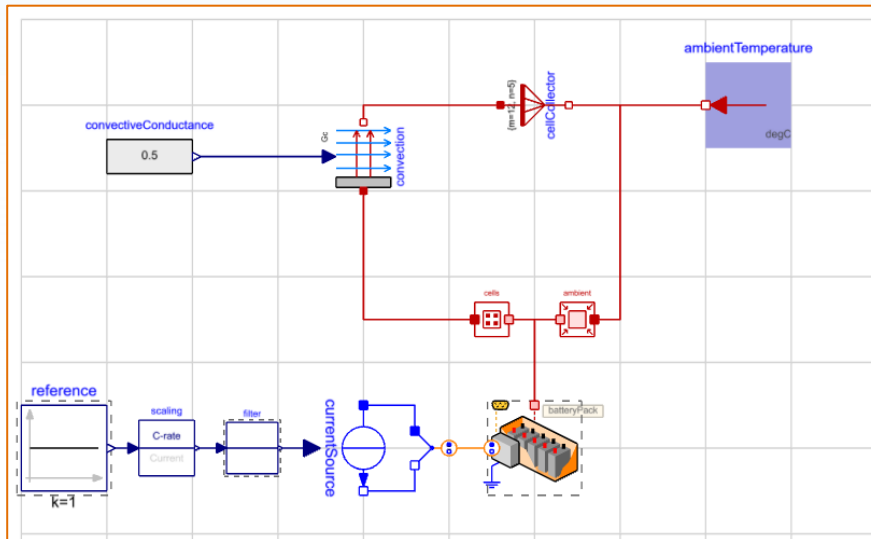 ambientTemperature
degC
{m=12, n=5}
cellCollector
convectiveConductance
0.5
Gc
convection
cells
ambient
reference
k=1
scaling
C-rate
Current
filter
currentSource
batteryPack